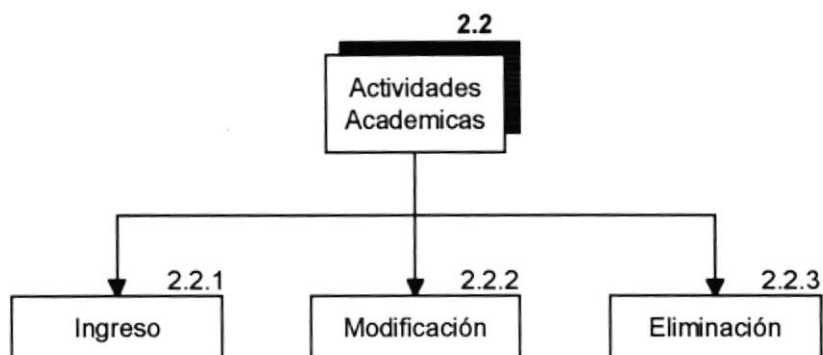 2.2
Actividades
Academicas
2.2.1
Ingreso
2.2.2
Modificación
2.2.3
Eliminación